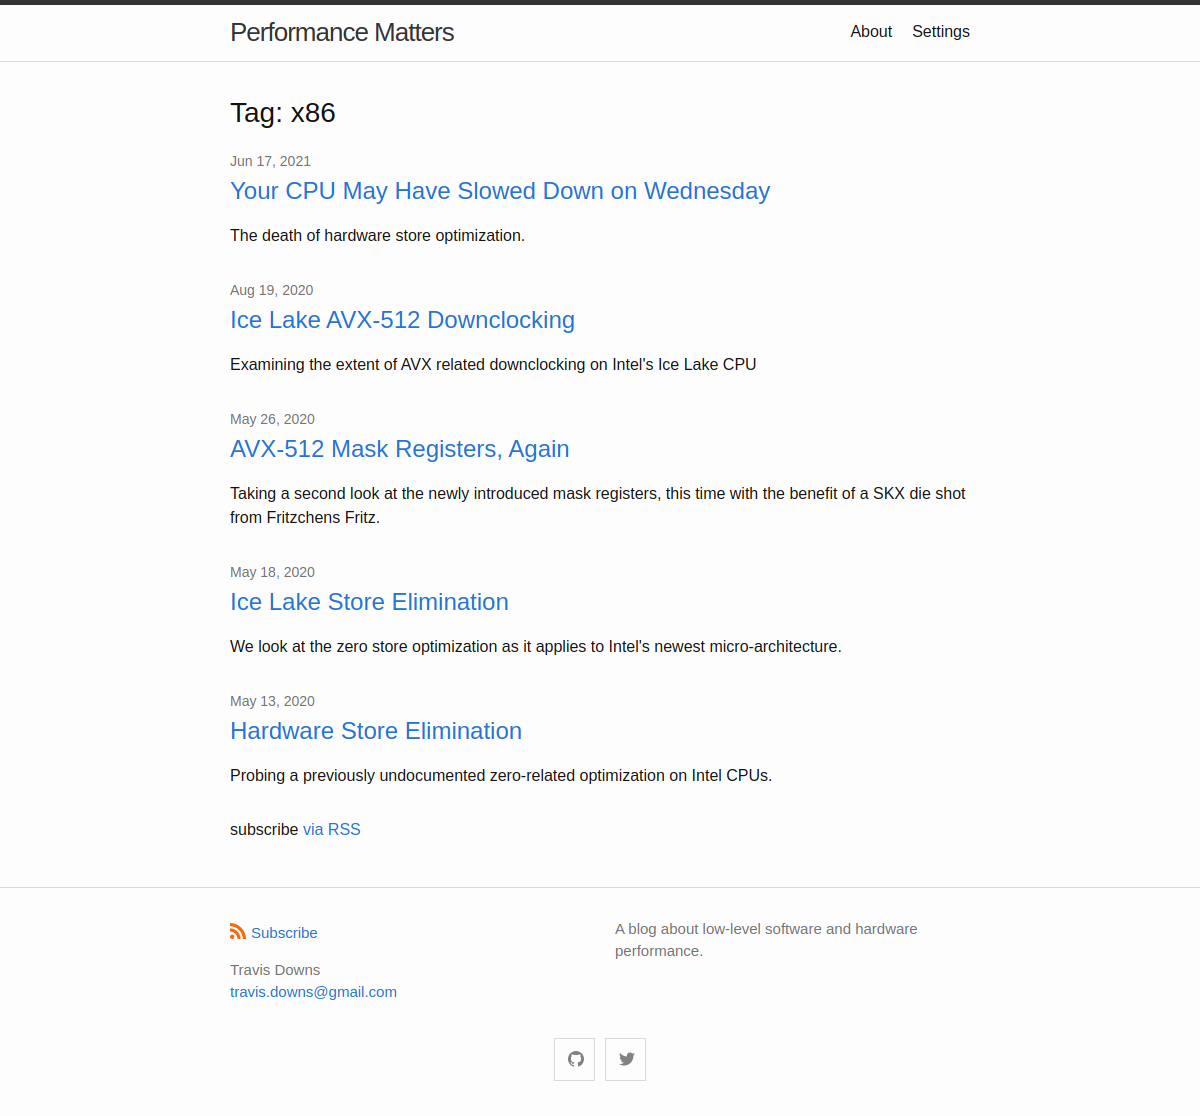 Performance Matters
About Settings
Tag: x86
Jun 17, 2021
Your CPU May Have Slowed Down on Wednesday
The death of hardware store optimization.
Aug 19, 2020
Ice Lake AVX-512 Downclocking
Examining the extent of AVX related downclocking on Intel's Ice Lake CPU
May 26, 2020
AVX-512 Mask Registers, Again
Taking a second look at the newly introduced mask registers, this time with the benefit of a SKX die shot
from Fritzchens Fritz.
May 18, 2020
Ice Lake Store Elimination
We look at the zero store optimization as it applies to Intel's newest micro-architecture.
May 13, 2020
Hardware Store Elimination
Probing a previously undocumented zero-related optimization on Intel CPUs.
subscribe via RSS
Subscribe
Travis Downs
travis.downs@gmail.com
A blog about low-level software and hardware
performance.